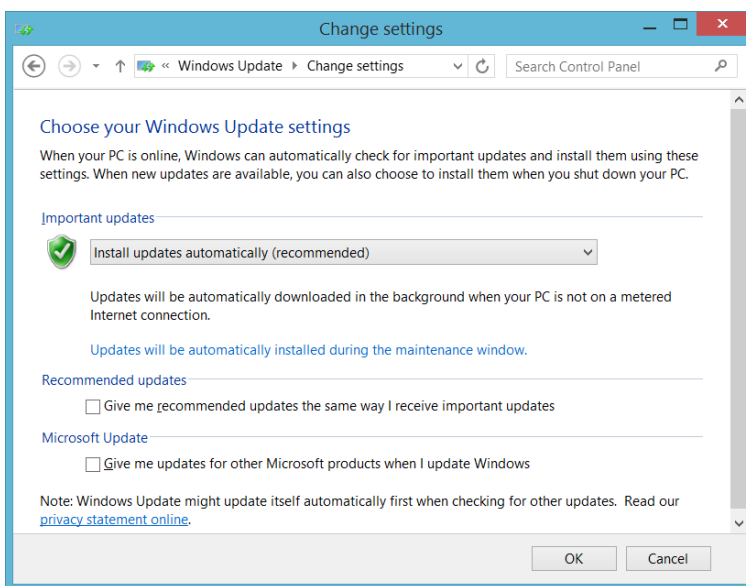 Change settings
« Windows Update Change settings
Search Control Panel
Choose your Windows Update settings
When your PC is online, Windows can automatically check for important updates and install them using these
settings. When new updates are available, you can also choose to install them when you shut down your PC.
Important updates
Install updates automatically (recommended)
Updates will be automatically downloaded in the background when your PC is not on a metered
Internet connection.
Updates will be automatically installed during the maintenance window.
Recommended updates
Give me recommended updates the same way I receive important updates
Microsoft Update
Give me updates for other Microsoft products when I update Windows
Note: Windows Update might update itself automatically first when checking for other updates. Read our
privacy statement online.
OK Cancel